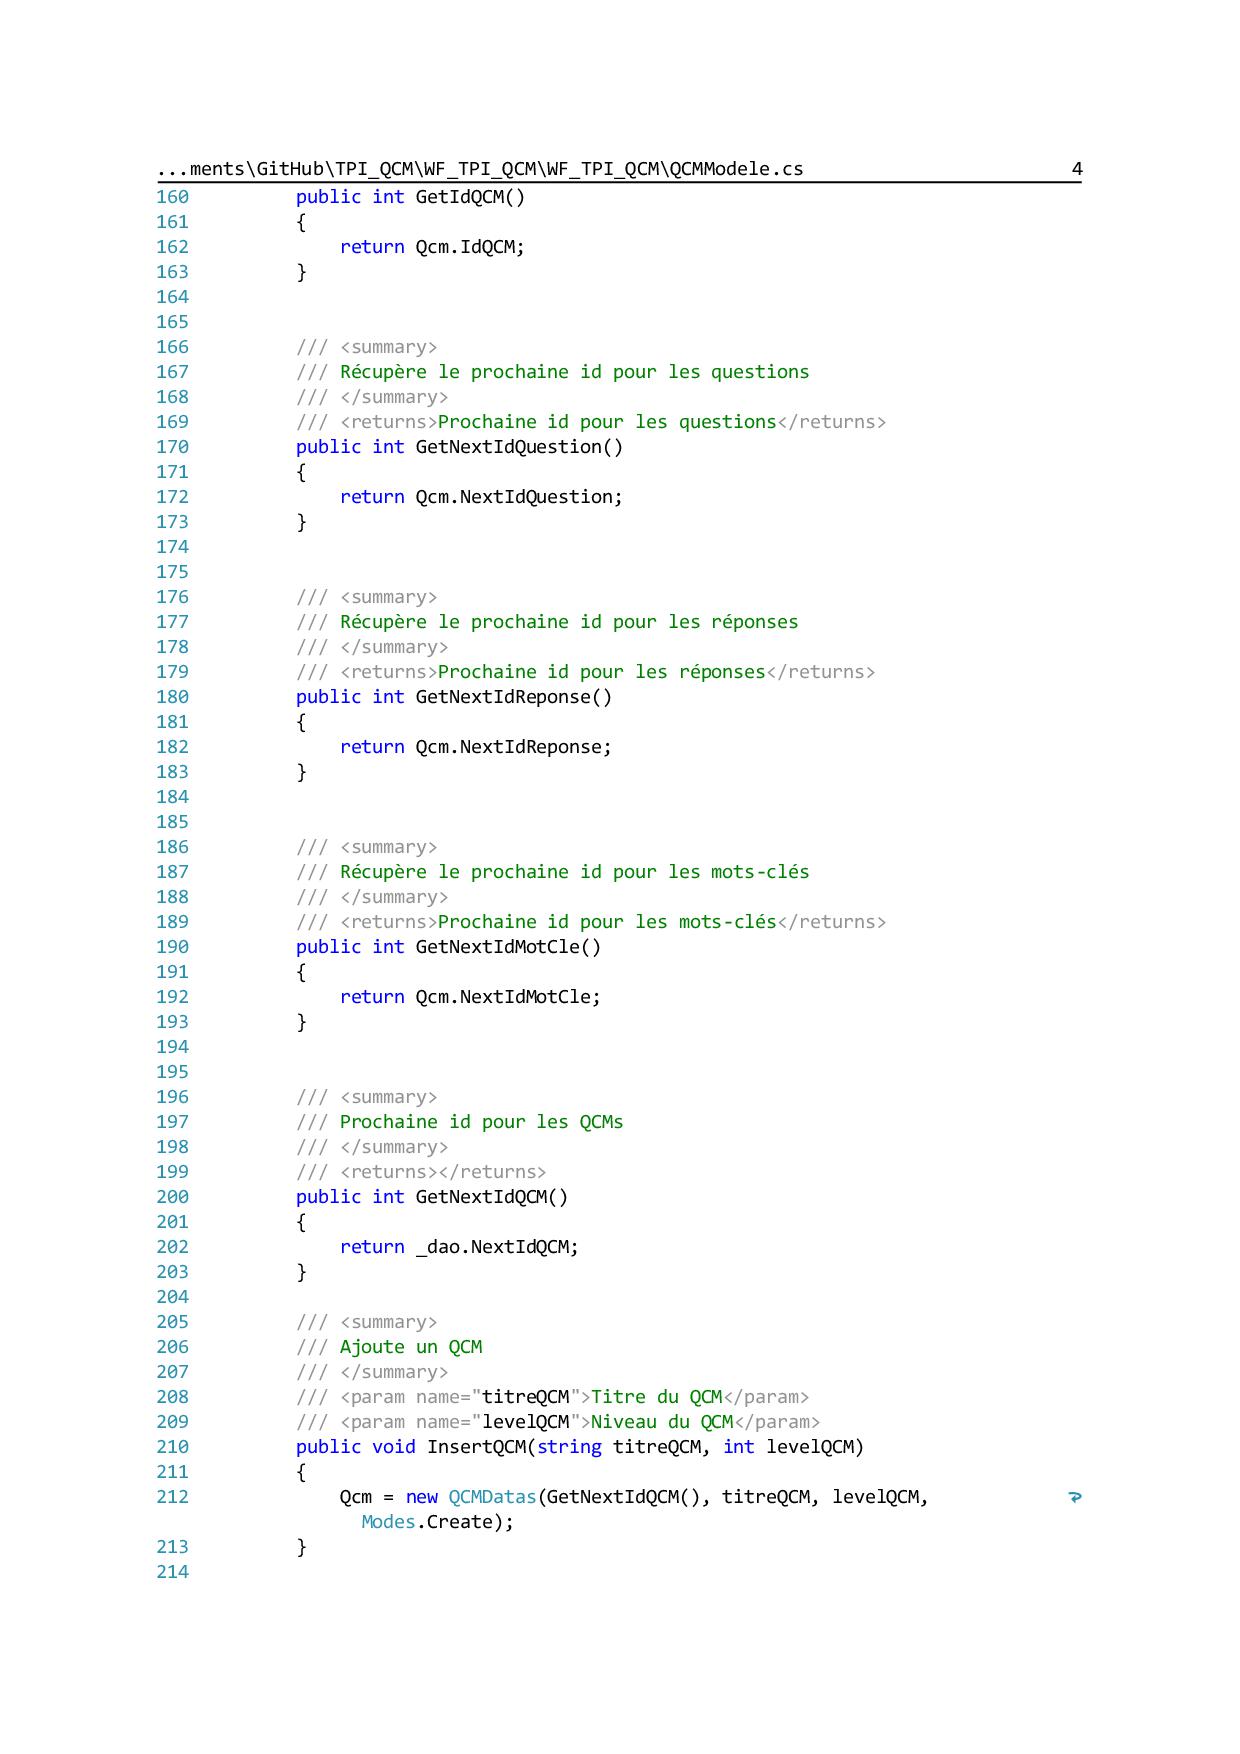 ...ments\GitHub\TPI_QCM\WF_TPI_QCM\WF_TPI_QCM\QCMModele.cs 4
160 public int GetIdQCM()
161 {
162 return Qcm.IdQCM;
163 }
164
165
166 /// <summary>
167 /// Récupère le prochaine id pour les questions
168 /// </summary>
169 /// <returns>Prochaine id pour les questions</returns>
170 public int GetNextIdQuestion()
171 {
172 return Qcm.NextIdQuestion;
173 }
174
175
176 /// <summary>
177 /// Récupère le prochaine id pour les réponses
178 /// </summary>
179 /// <returns>Prochaine id pour les réponses</returns>
180 public int GetNextIdReponse()
181 {
182 return Qcm.NextIdReponse;
183 }
184
185
186 /// <summary>
187 /// Récupère le prochaine id pour les mots-clés
188 /// </summary>
189 /// <returns>Prochaine id pour les mots-clés</returns>
190 public int GetNextIdMotCle()
191 {
192 return Qcm.NextIdMotCle;
193 }
194
195
196 /// <summary>
197 /// Prochaine id pour les QCMs
198 /// </summary>
199 /// <returns></returns>
200 public int GetNextIdQCM()
201 {
202 return _dao.NextIdQCM;
203 }
204
205 /// <summary>
206 /// Ajoute un QCM
207 /// </summary>
208 /// <param name="titreQCM">Titre du QCM</param>
209 /// <param name="levelQCM">Niveau du QCM</param>
210 public void InsertQCM(string titreQCM, int levelQCM)
211 {
212 Qcm = new QCMDatas(GetNextIdQCM(), titreQCM, levelQCM,
Modes.Create);
213 }
214